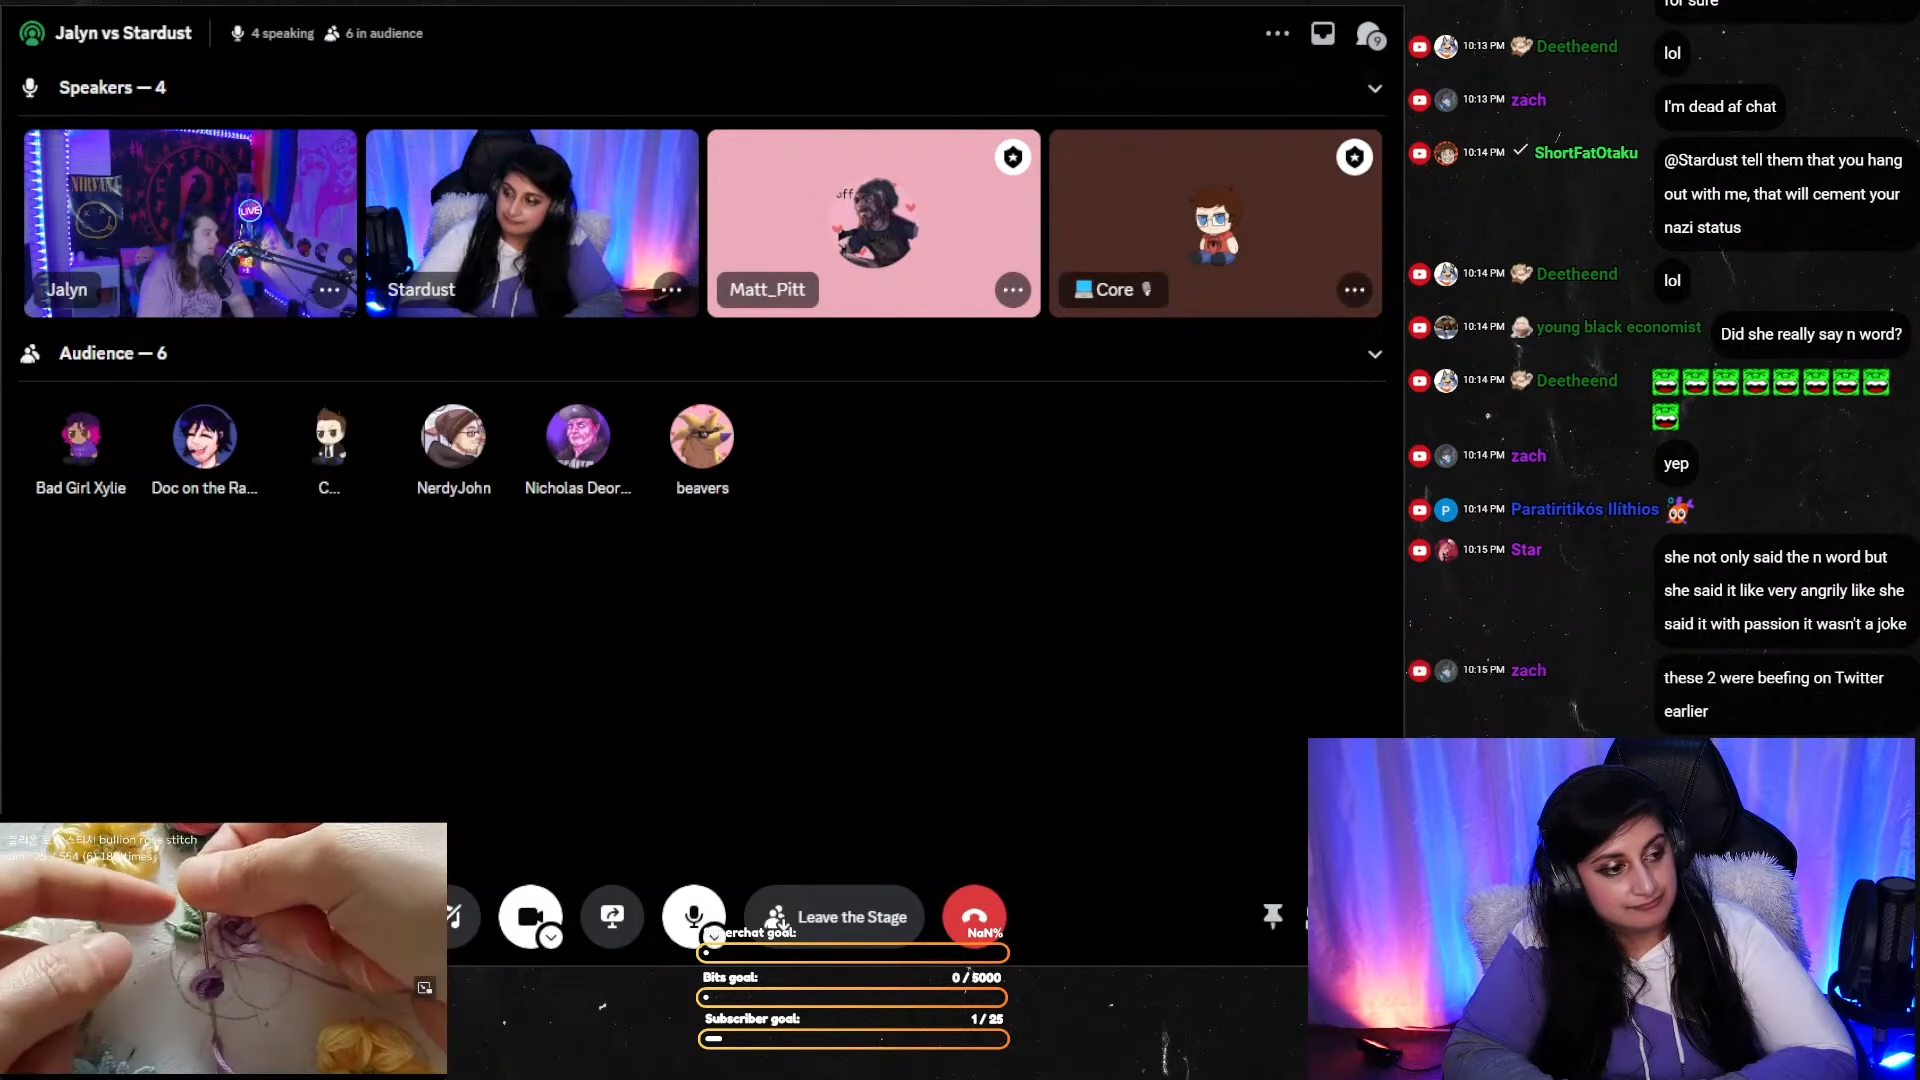 Jalyn vs Stardust
4 speaking
6 in audience
9
Speakers — 4
NIRVANA
LIVE
Jalyn
Stardust
Matt_Pitt
Core
Audience — 6
Bad Girl Xylie
Doc on the Ra...
C...
NerdyJohn
Nicholas Deor...
beavers
for sure
10:13 PM Deetheend
lol
10:13 PM zach
I'm dead af chat
10:14 PM ShortFatOtaku
@Stardust tell them that you hang
out with me, that will cement your
nazi status
10:14 PM Deetheend
lol
10:14 PM young black economist
Did she really say n word?
10:14 PM Deetheend
10:14 PM zach
yep
P 10:14 PM Paratiritikós Ilíthios
10:15 PM Star
she not only said the n word but
she said it like very angrily like she
said it with passion it wasn't a joke
10:15 PM zach
these 2 were beefing on Twitter
earlier
bullion rose stitch
Leave the Stage
goal:
NaN%
Bits goal:
0 / 5000
Subscriber goal:
1 / 25